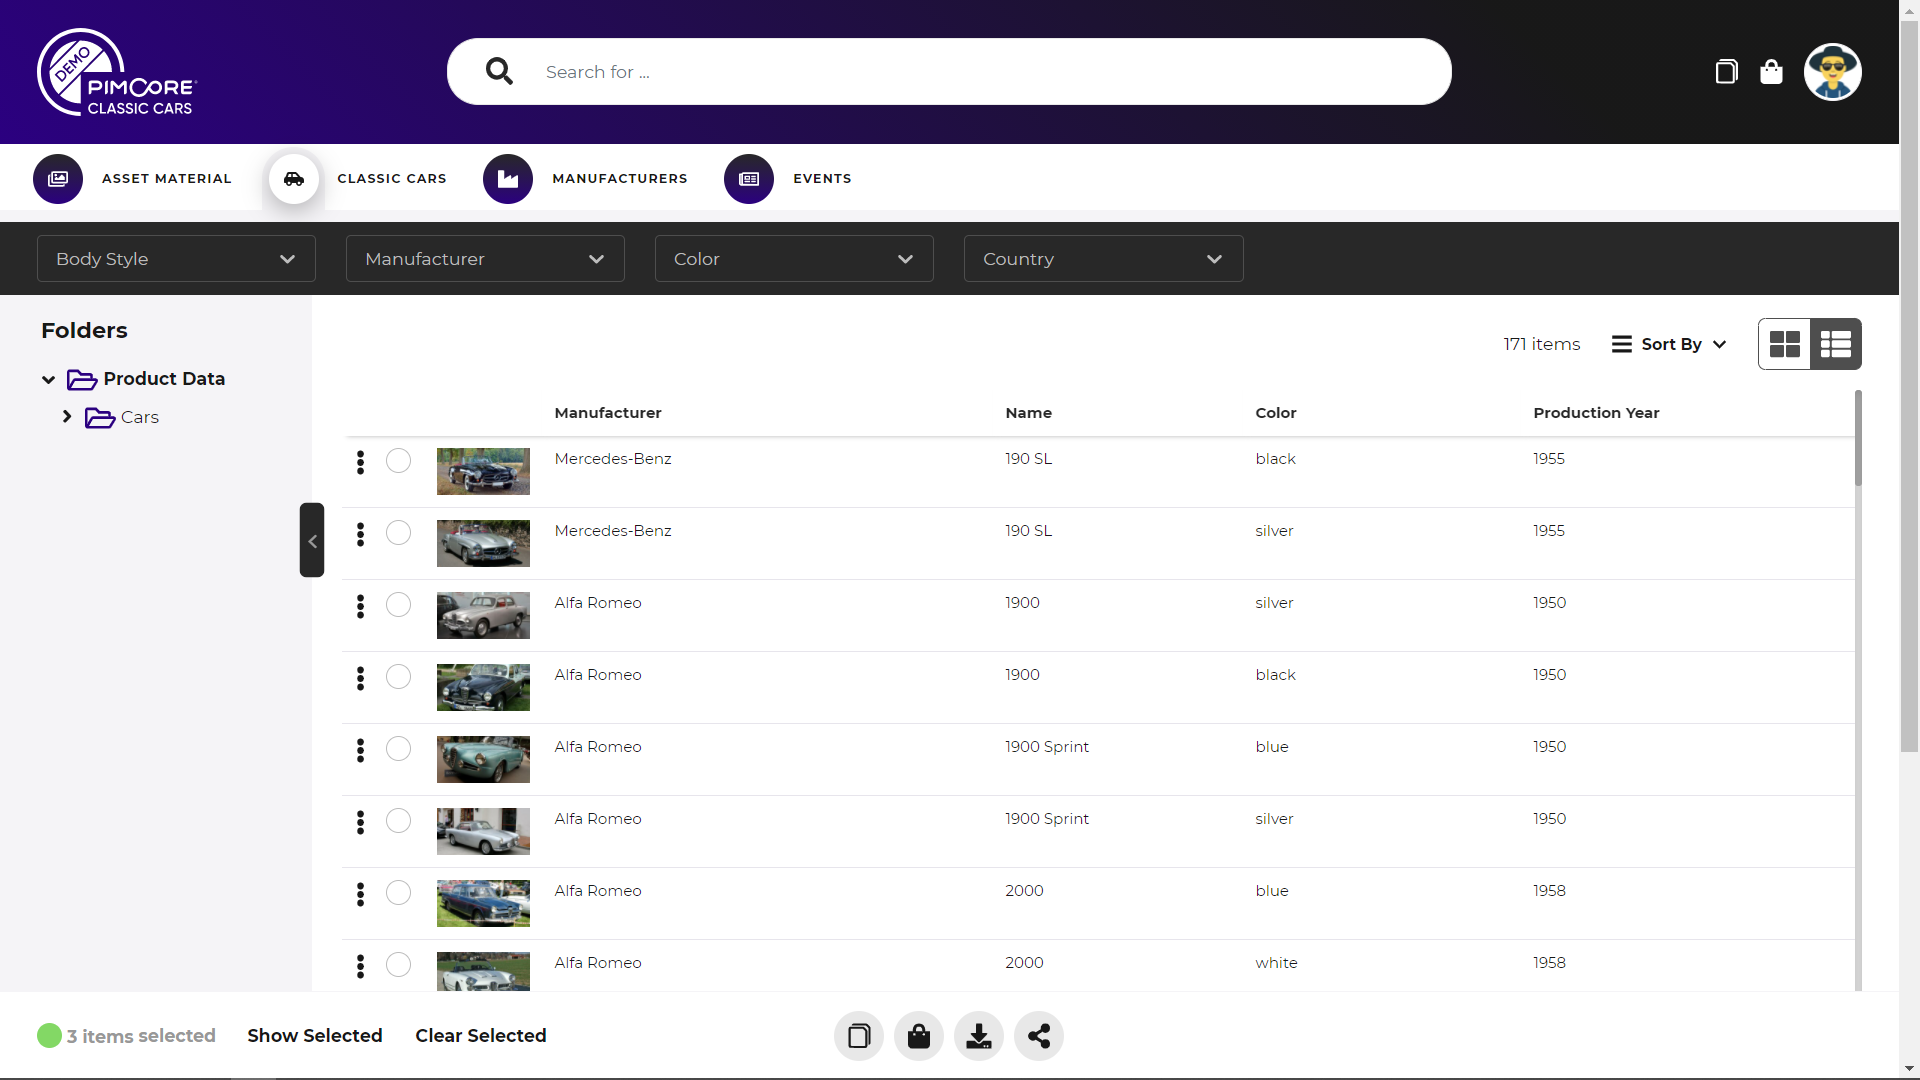 DEMO
PIMCORE
CLASSIC CARS
Search for ...
ASSET MATERIAL
CLASSIC CARS
MANUFACTURERS
EVENTS
Body Style
Manufacturer
Color
Country
Folders
Product Data
Cars
171 items
Sort By
Manufacturer Name Color Production Year
Mercedes-Benz 190 SL black 1955
Mercedes-Benz 190 SL silver 1955
Alfa Romeo 1900 silver 1950
Alfa Romeo 1900 black 1950
Alfa Romeo 1900 Sprint blue 1950
Alfa Romeo 1900 Sprint silver 1950
Alfa Romeo 2000 blue 1958
Alfa Romeo 2000 white 1958
3 items selected
Show Selected
Clear Selected